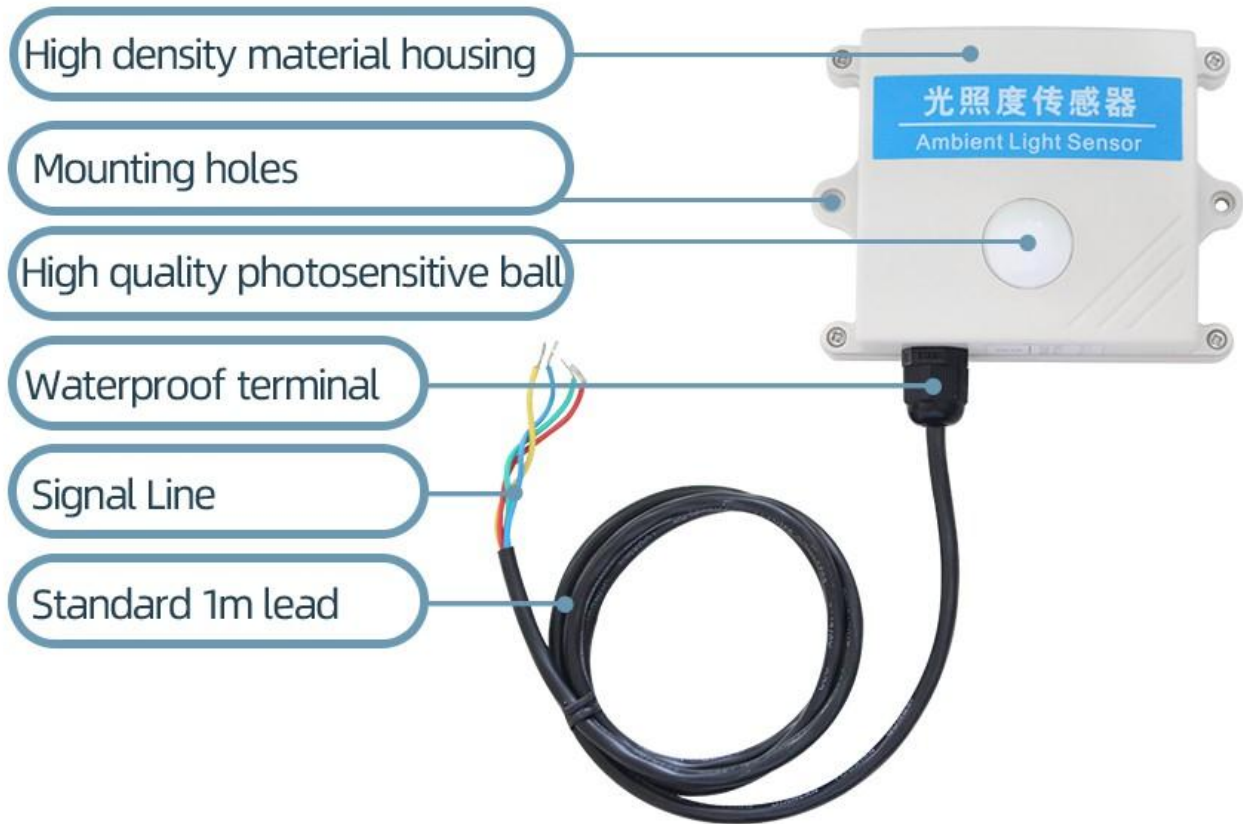 High density material housing
Mounting holes
High quality photosensitive ball
Waterproof terminal
Signal Line
Standard 1m lead
光照度传感器
Ambient Light Sensor